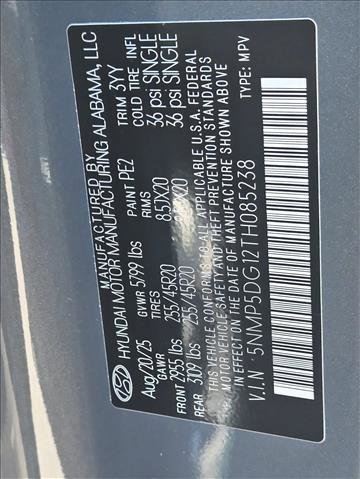 MANUFACTURED BY
HYUNDAI MOTOR MANUFACTURING ALABAMA, LLC
Aug/20/25 GVWR 5799 lbs PAINT PE2 TRIM 3YY
GAWR TIRES RIMS COLD TIRE INFL
FRONT 2955 lbs 255/45R20 8.5JX20 36 psi SINGLE
REAR 3109 lbs 255/45R20 8.5JX20 36 psi SINGLE
THIS VEHICLE CONFORMS TO ALL APPLICABLE U.S.A. FEDERAL
MOTOR VEHICLE SAFETY AND THEFT PREVENTION STANDARDS
IN EFFECT ON THE DATE OF MANUFACTURE SHOWN ABOVE
V.I.N 5NMP5DG12TH085238 TYPE: MPV